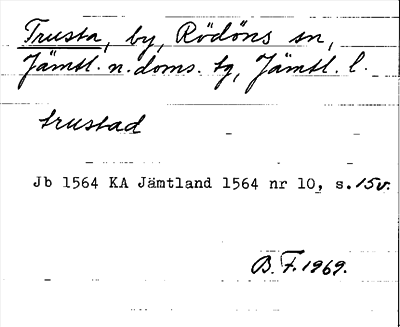 Trusta, by, Rödöns sn,
Jämtl. n. doms. tg, Jämtl. l.
trustad
Jb 1564 KA Jämtland 1564 nr 10, s. 15v.
B. F. 1969.